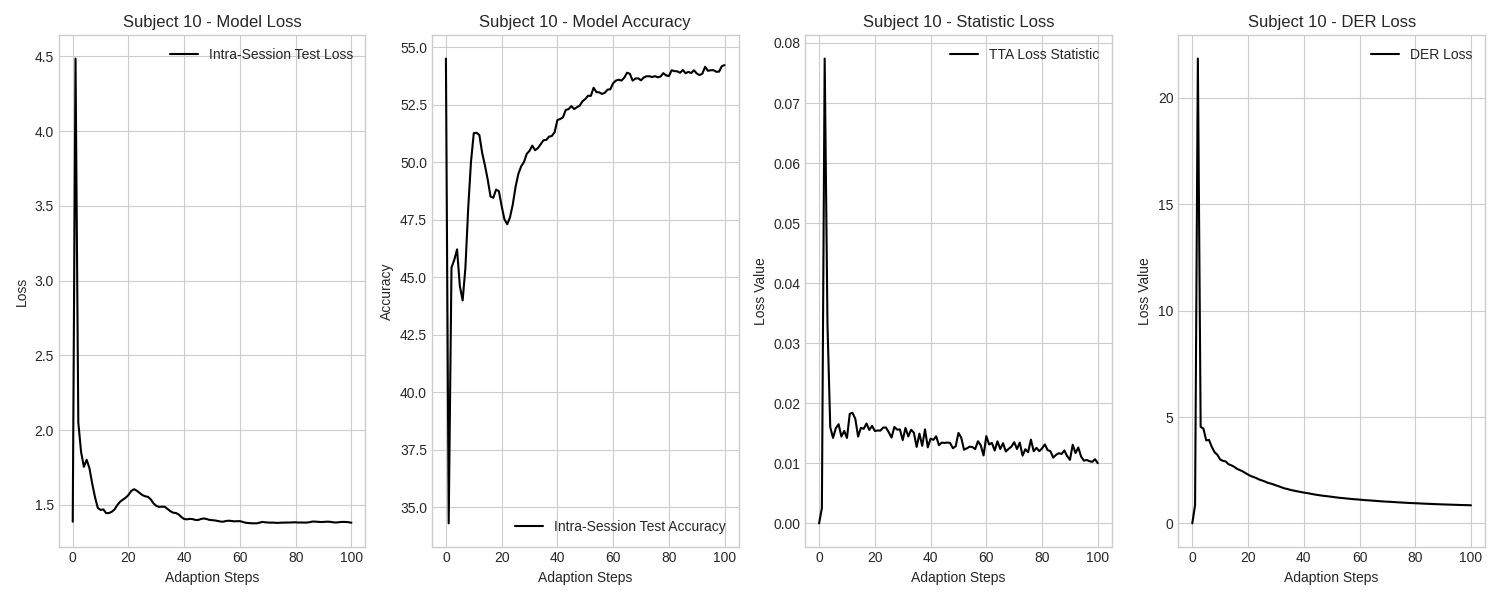 Subject 10 - Model Loss
Intra-Session Test Loss
4.5
4.0
3.5
3.0
2.5
2.0
1.5
Loss
0 20 40 60 80 100
Adaption Steps
Subject 10 - Model Accuracy
55.0
52.5
50.0
47.5
45.0
42.5
40.0
37.5
35.0
Accuracy
Intra-Session Test Accuracy
0 20 40 60 80 100
Adaption Steps
Subject 10 - Statistic Loss
TTA Loss Statistic
0.08
0.07
0.06
0.05
0.04
0.03
0.02
0.01
0.00
Loss Value
0 20 40 60 80 100
Adaption Steps
Subject 10 - DER Loss
DER Loss
20
15
10
5
0
Loss Value
0 20 40 60 80 100
Adaption Steps